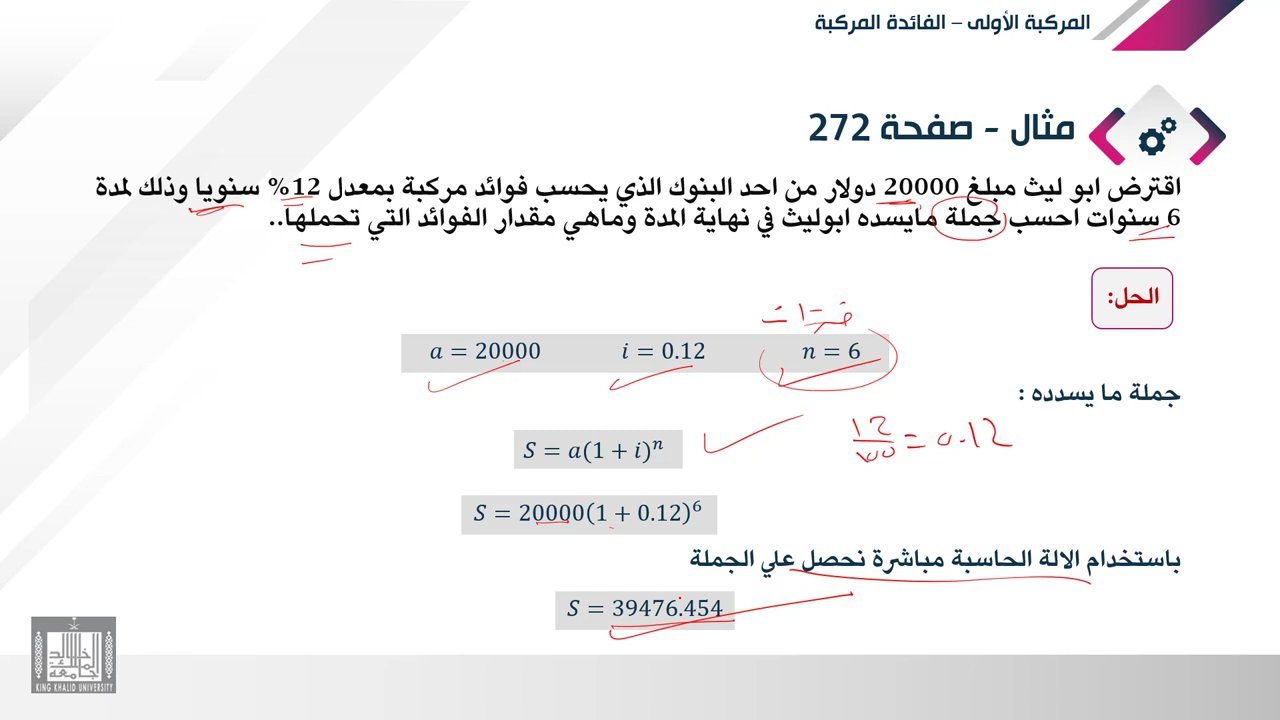 المركبة الأولى – الفائدة المركبة
مثال - صفحة 272
اقترض ابو ليث مبلغ 20000 دولار من احد البنوك الذي يحسب فوائد مركبة بمعدل 12% سنويا وذلك لمدة
6 سنوات احسب جملة مايسده ابوليث في نهاية المدة وماهي مقدار الفوائد التي تحملها..
الحل:
a = 20000 i = 0.12 n = 6
جملة ما يسدده :
12/100 = 0.12
S = a(1 + i)ⁿ
S = 20000(1 + 0.12)⁶
باستخدام الالة الحاسبة مباشرة نحصل علي الجملة
S = 39476.454
KING KHALID UNIVERSITY